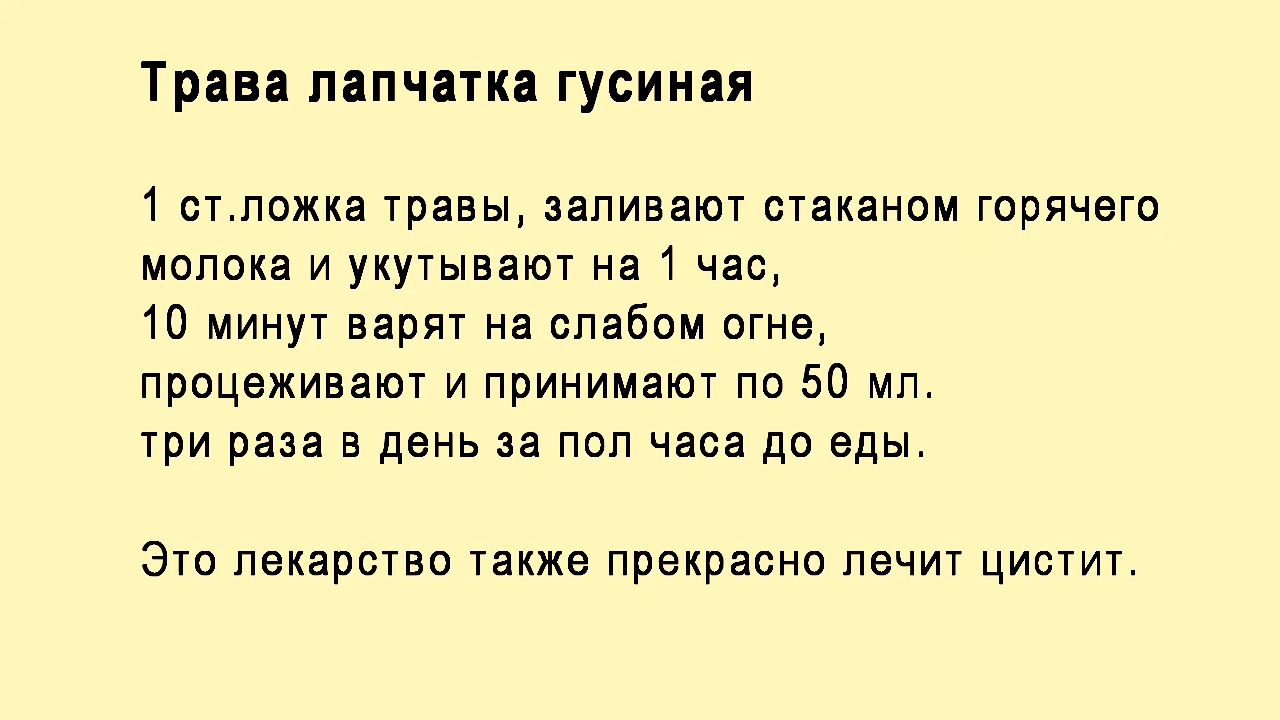 Трава лапчатка гусиная
1 ст.ложка травы, заливают стаканом горячего
молока и укутывают на 1 час,
10 минут варят на слабом огне,
процеживают и принимают по 50 мл.
три раза в день за пол часа до еды.
Это лекарство также прекрасно лечит цистит.